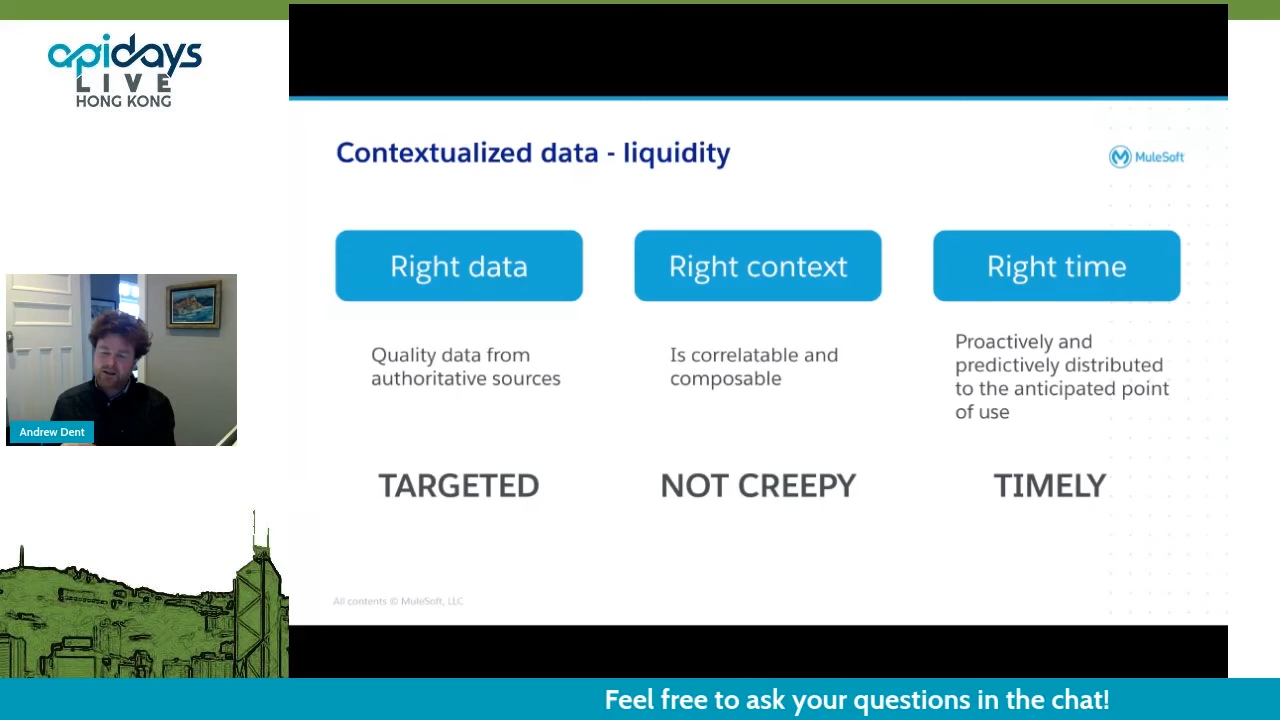 apidays
LIVE
HONG KONG
Contextualized data - liquidity
MuleSoft
Right data
Right context
Right time
Quality data from
authoritative sources
Is correlatable and
composable
Proactively and
predictively distributed
to the anticipated point
of use
TARGETED
NOT CREEPY
TIMELY
Andrew Dent
All contents © MuleSoft, LLC
Feel free to ask your questions in the chat!